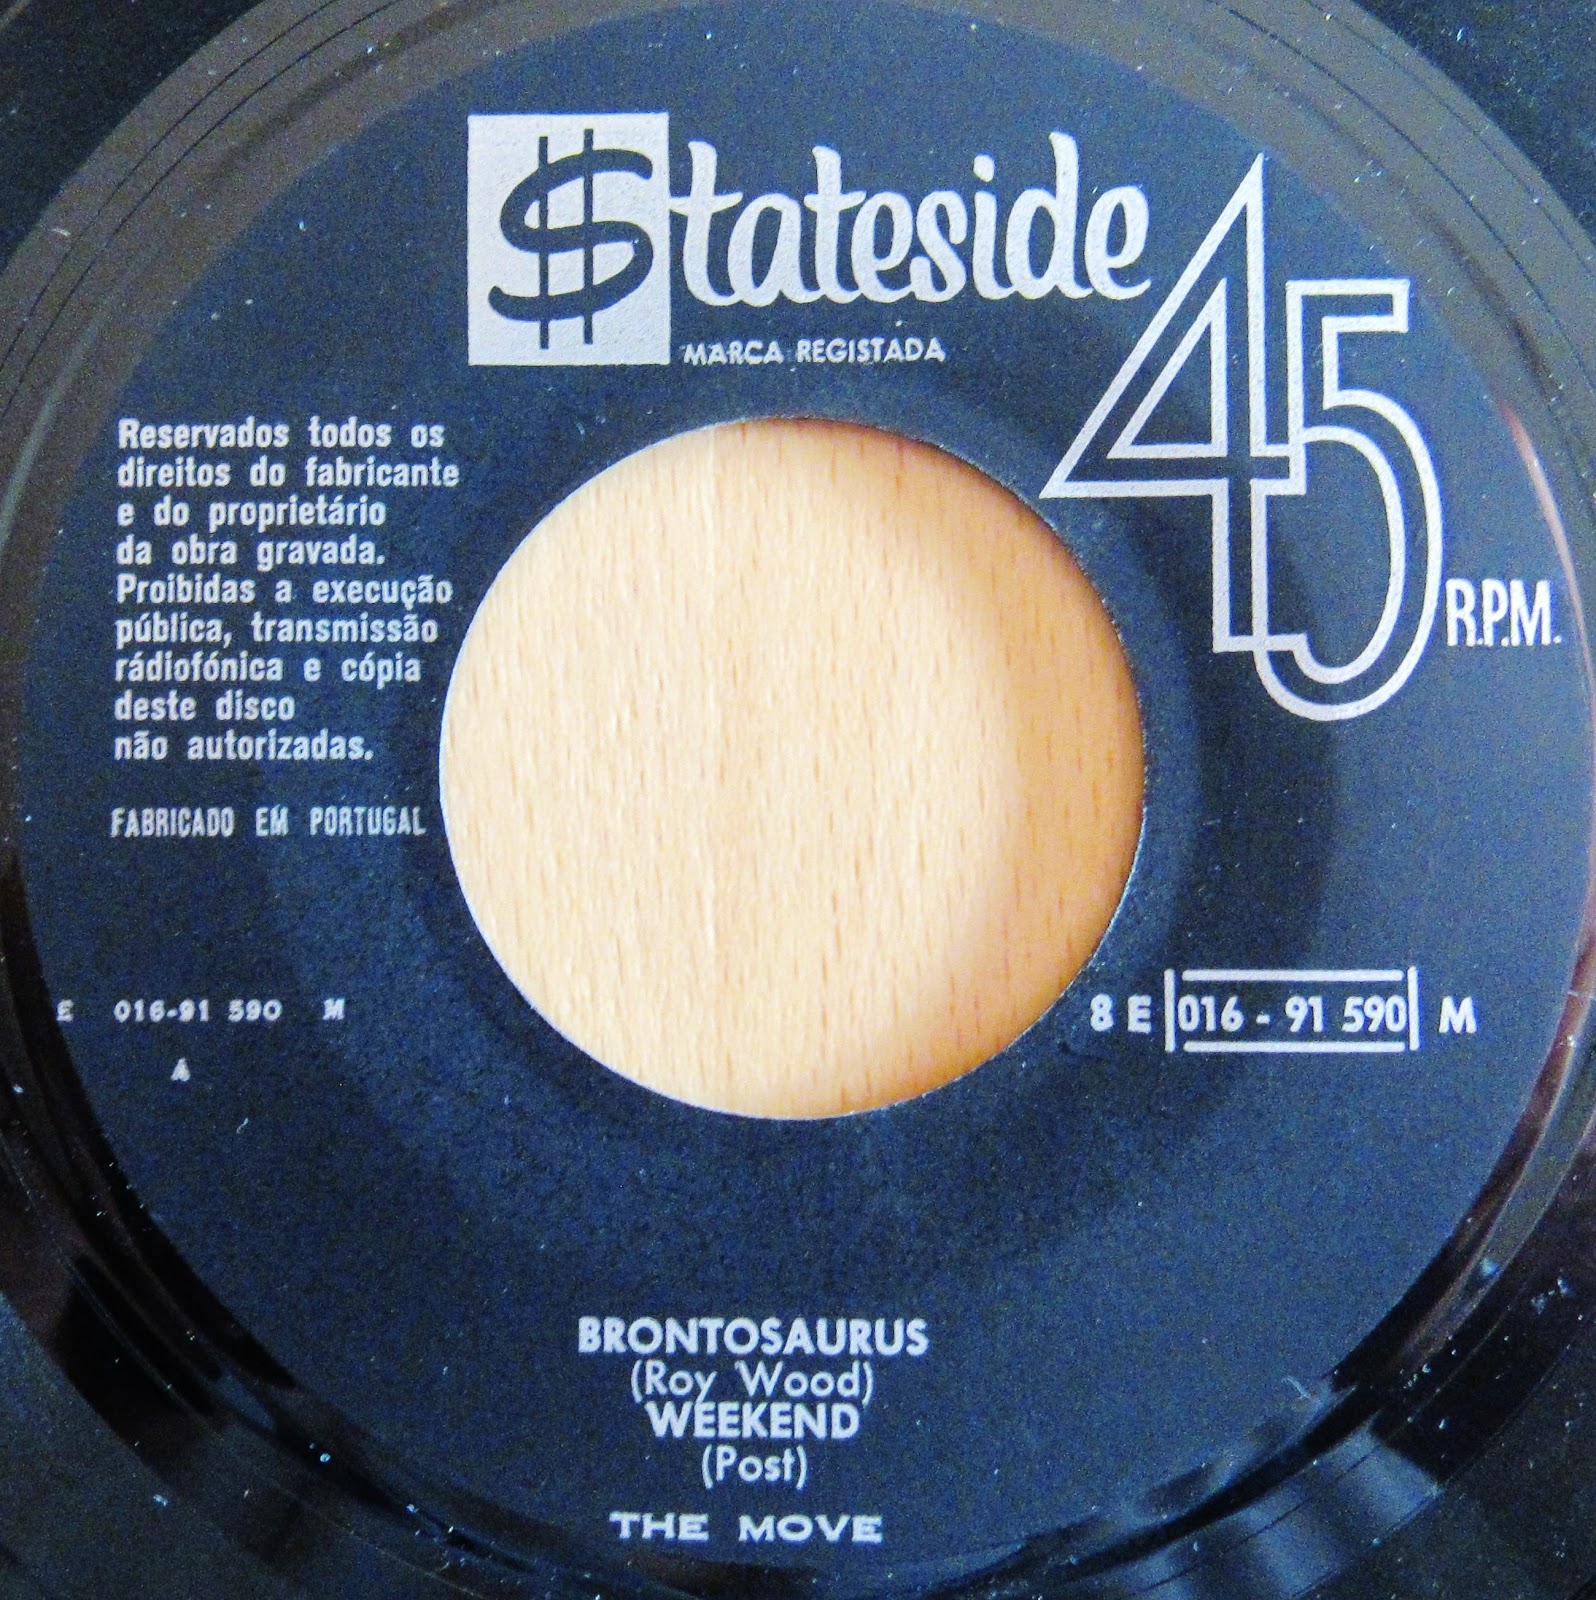 $tateside
MARCA REGISTADA
45
R.P.M.
Reservados todos os
direitos do fabricante
e do proprietário
da obra gravada.
Proibidas a execução
pública, transmissão
rádiofónica e cópia
deste disco
não autorizadas.
FABRICADO EM PORTUGAL
E 016-91 590 M
A
8 E 016 - 91 590 M
BRONTOSAURUS
(Roy Wood)
WEEKEND
(Post)
THE MOVE